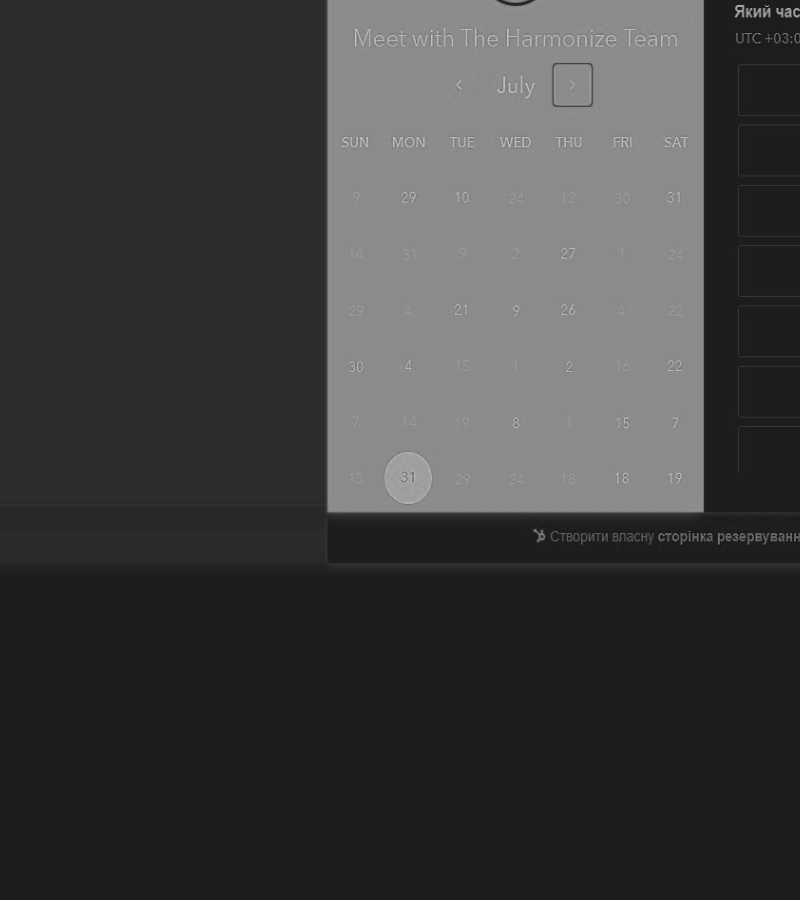 Який час
UTC +03:0
Meet with The Harmonize Team
July
SUN MON TUE WED THU FRI SAT
9 29 10 24 12 30 31
14 31 9 2 27 1 24
29 4 21 9 26 4 22
30 4 15 1 2 16 22
7 14 19 8 1 15 7
13 31 29 24 18 18 19
Створити власну сторінка резервуванн